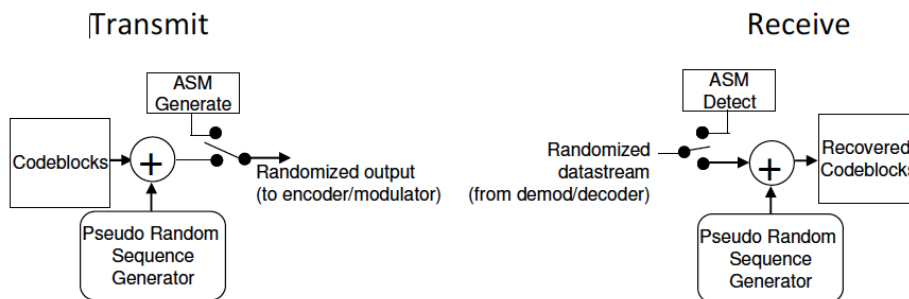 Transmit
ASM
Generate
Codeblocks
+
Randomized output
(to encoder/modulator)
Pseudo Random
Sequence
Generator
Receive
ASM
Detect
Randomized
datastream
(from demod/decoder)
+
Recovered
Codeblocks
Pseudo Random
Sequence
Generator